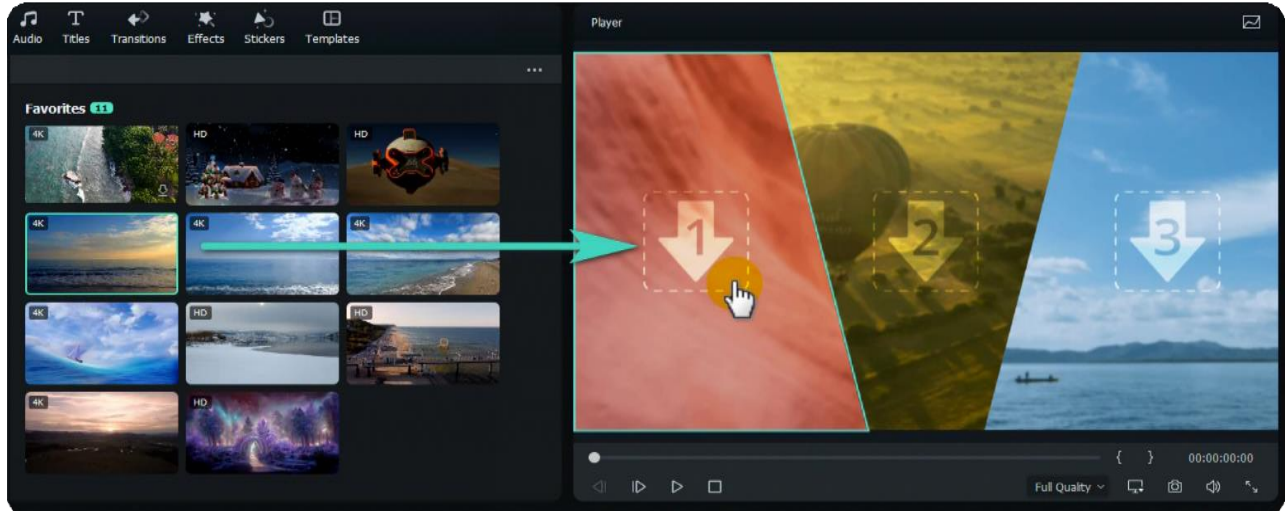 Audio Titles Transitions Effects Stickers Templates
Favorites 11
4K HD HD
4K 4K 4K
4K HD HD
4K HD
Player
1 2 3
{ } 00:00:00:00
Full Quality